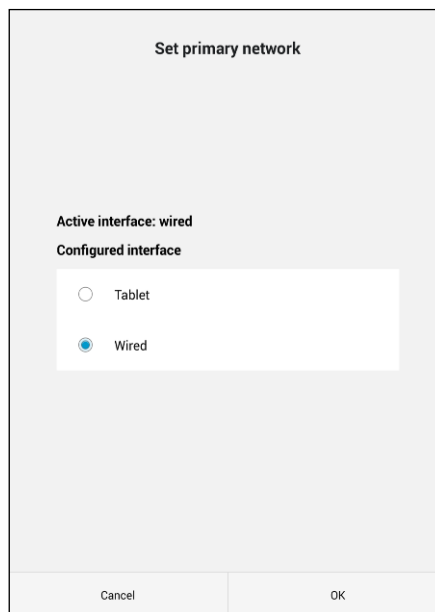 Set primary network
Active interface: wired
Configured interface
Tablet
Wired
Cancel
OK